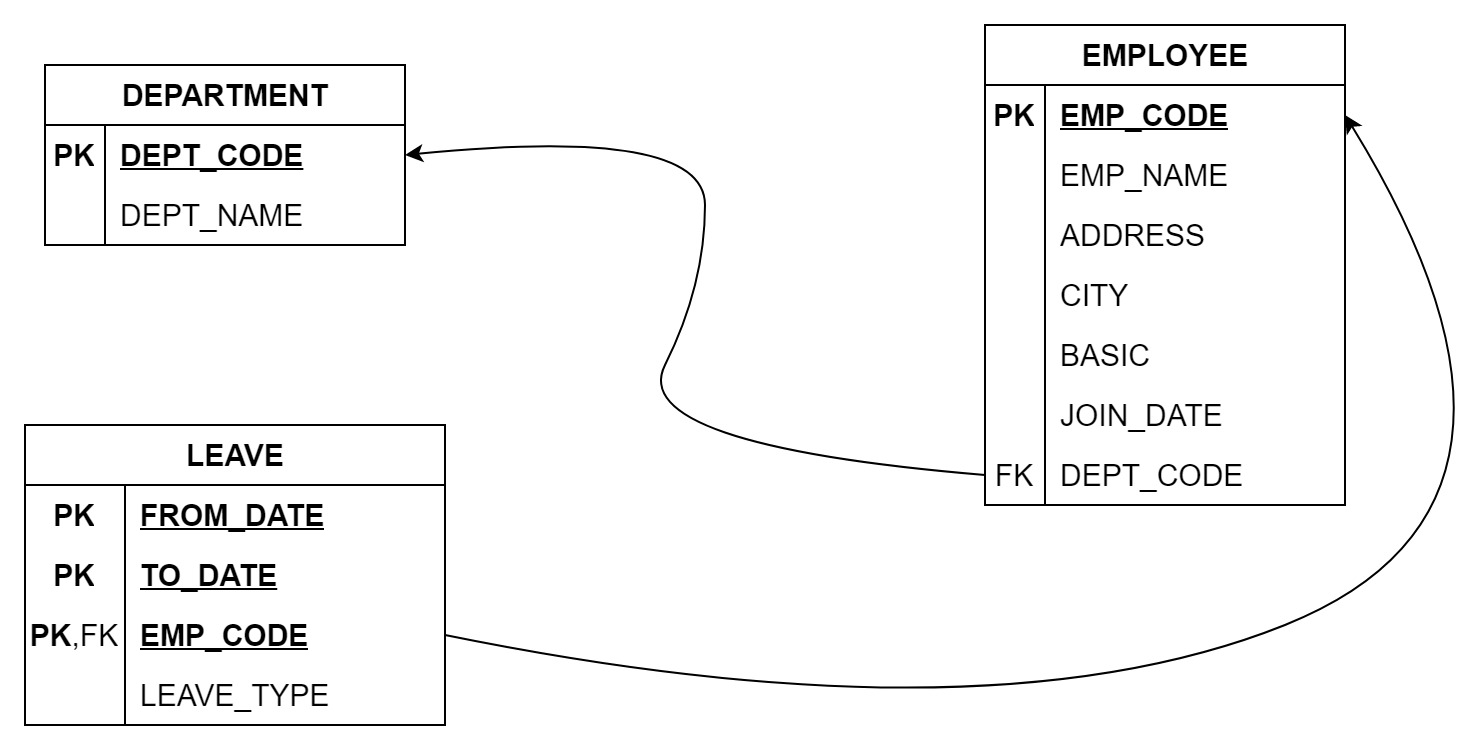 DEPARTMENT
PK DEPT_CODE
DEPT_NAME
EMPLOYEE
PK EMP_CODE
EMP_NAME
ADDRESS
CITY
BASIC
JOIN_DATE
FK DEPT_CODE
LEAVE
PK FROM_DATE
PK TO_DATE
PK,FK EMP_CODE
LEAVE_TYPE